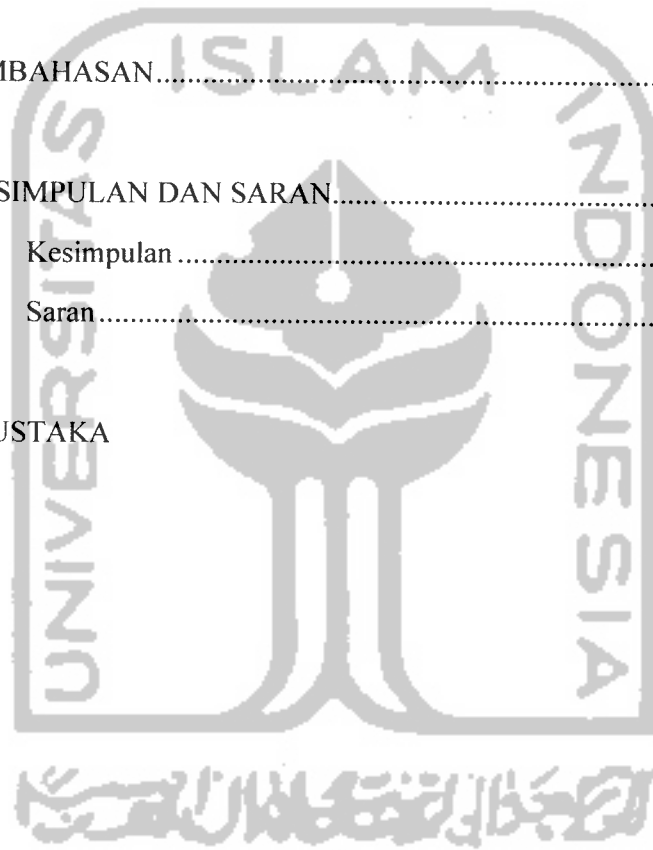 ISLAM
MBAHASAN
SIMPULAN DAN SARAN
Kesimpulan
Saran
USTAKA
UNIVERSITAS
INDONESIA